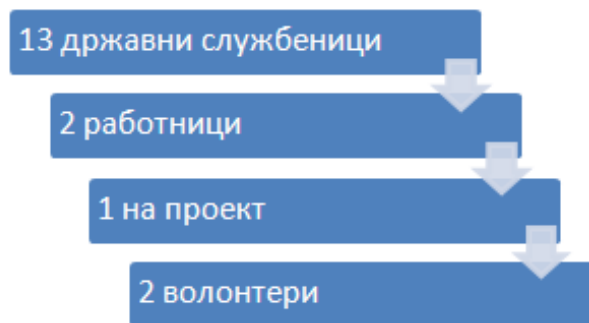 13 државни службеници
2 работници
1 на проект
2 волонтери